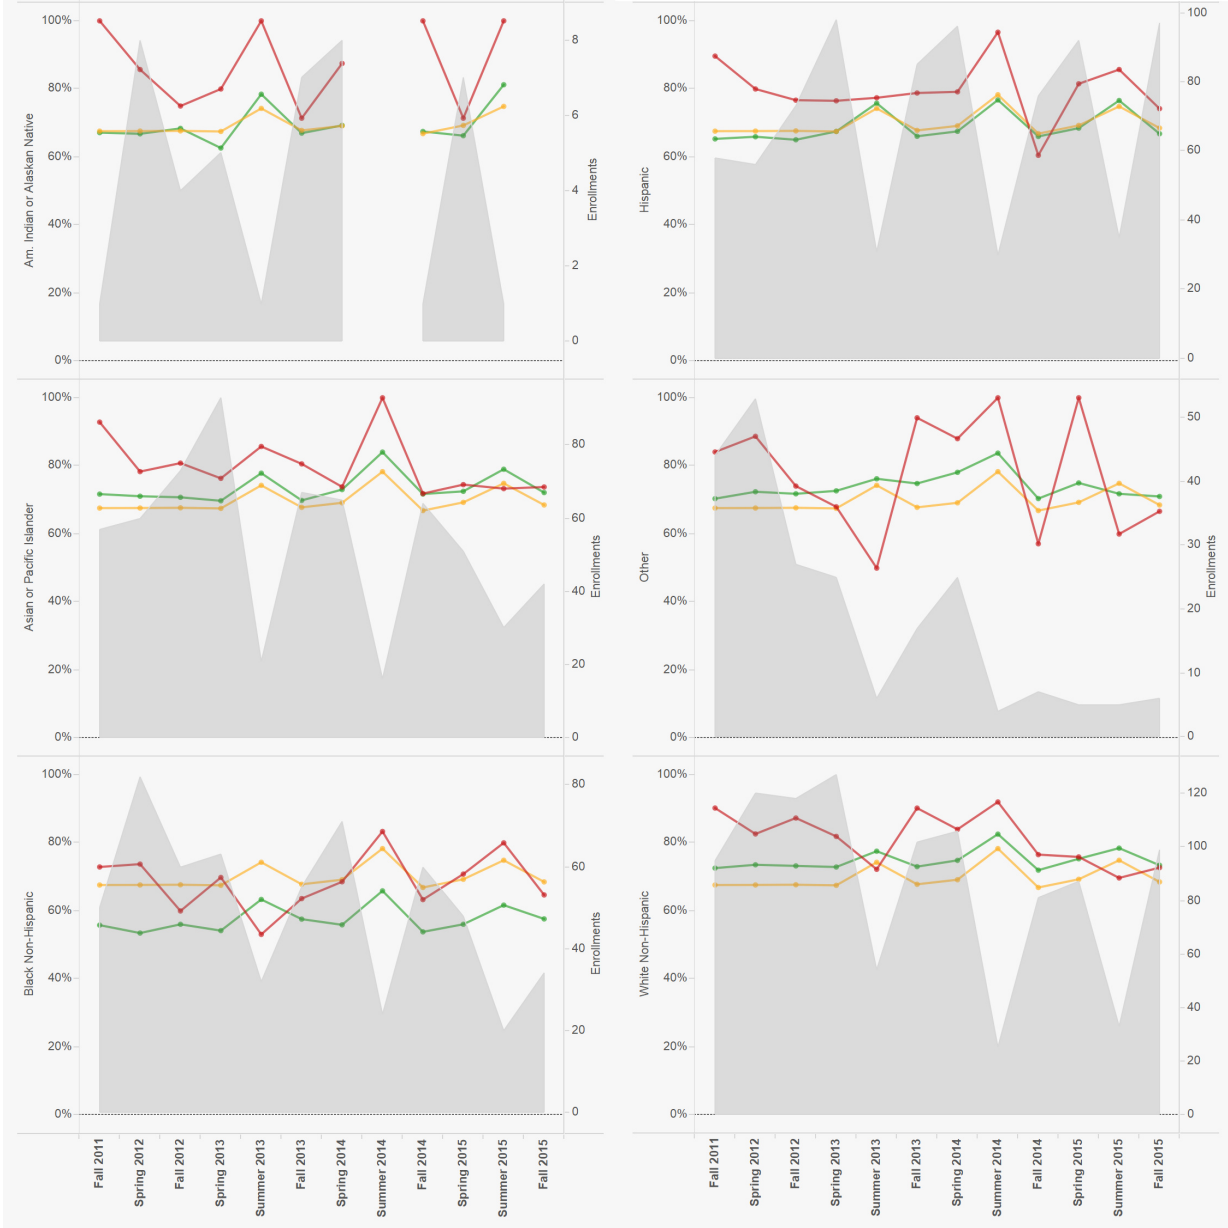 100%
80%
60%
40%
20%
0%
Am. Indian or Alaskan Native
8
6
4
2
0
Enrollments
100%
80%
60%
40%
20%
0%
Hispanic
100
80
60
40
20
0
100%
80%
60%
40%
20%
0%
Asian or Pacific Islander
80
60
40
20
0
Enrollments
100%
80%
60%
40%
20%
0%
Other
50
40
30
20
10
0
Enrollments
100%
80%
60%
40%
20%
0%
Black Non-Hispanic
80
60
40
20
0
Enrollments
100%
80%
60%
40%
20%
0%
White Non-Hispanic
120
100
80
60
40
20
0
Fall 2011
Spring 2012
Fall 2012
Spring 2013
Summer 2013
Fall 2013
Spring 2014
Summer 2014
Fall 2014
Spring 2015
Summer 2015
Fall 2015
Fall 2011
Spring 2012
Fall 2012
Spring 2013
Summer 2013
Fall 2013
Spring 2014
Summer 2014
Fall 2014
Spring 2015
Summer 2015
Fall 2015